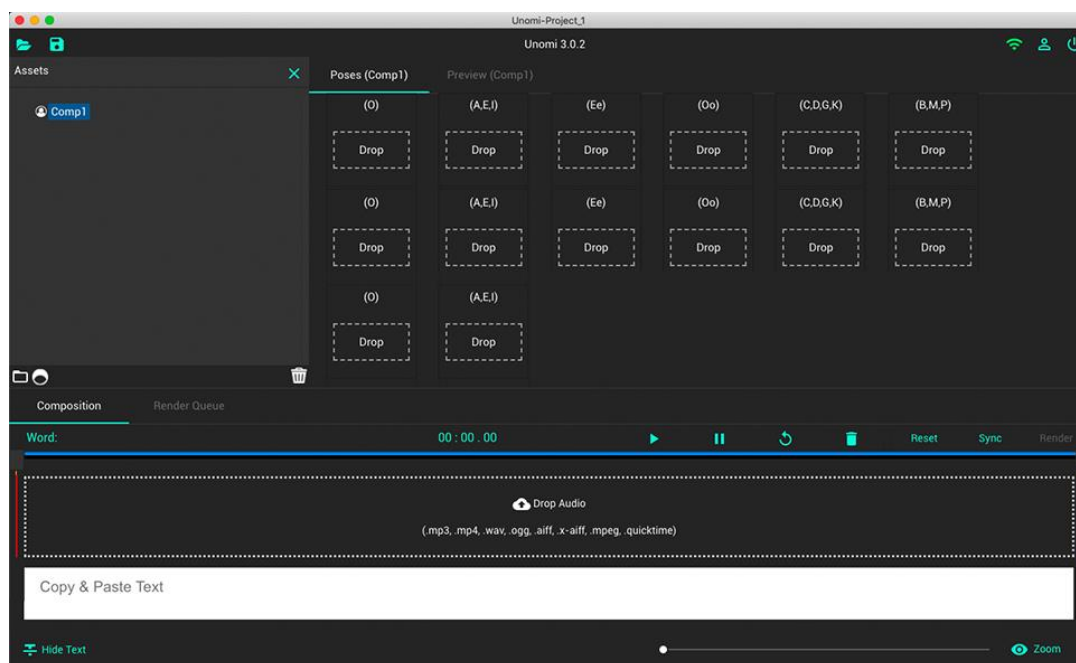 Unomi-Project_1
Unomi 3.0.2
Assets
Comp1
Poses (Comp1) Preview (Comp1)
(O) (A,E,I) (Ee) (Oo) (C,D,G,K) (B,M,P)
Drop Drop Drop Drop Drop Drop
(O) (A,E,I) (Ee) (Oo) (C,D,G,K) (B,M,P)
Drop Drop Drop Drop Drop Drop
(O) (A,E,I)
Drop Drop
Composition Render Queue
Word: 00 : 00 . 00 Reset Sync Render
Drop Audio
(.mp3, .mp4, .wav, .ogg, .aiff, .x-aiff, .mpeg, .quicktime)
Copy & Paste Text
Hide Text Zoom